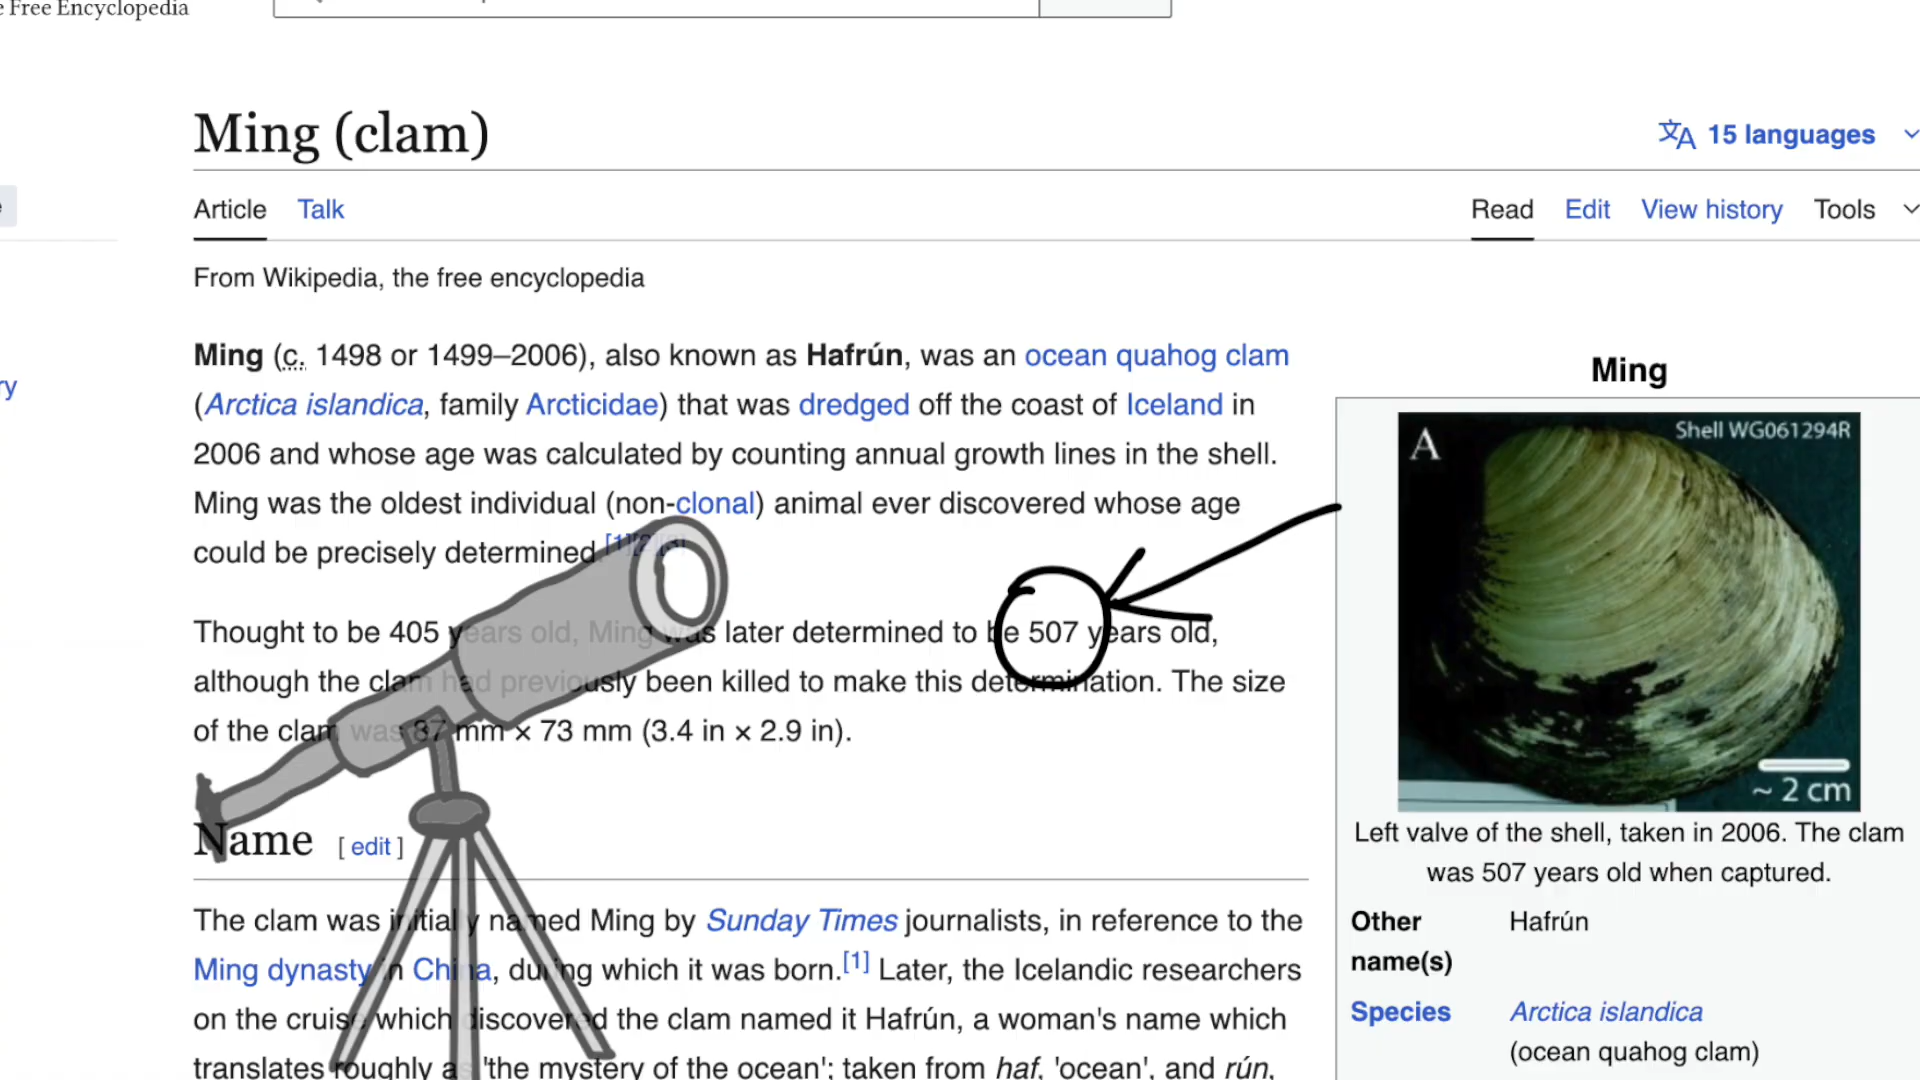 Free Encyclopedia
Ming (clam)
15 languages
Article Talk
Read Edit View history Tools
From Wikipedia, the free encyclopedia
Ming (c. 1498 or 1499–2006), also known as Hafrún, was an ocean quahog clam
(Arctica islandica, family Arcticidae) that was dredged off the coast of Iceland in
2006 and whose age was calculated by counting annual growth lines in the shell.
Ming was the oldest individual (non-clonal) animal ever discovered whose age
could be precisely determined.[1][2][3]
Thought to be 405 years old, Ming was later determined to be 507 years old,
although the clam had previously been killed to make this determination. The size
of the clam was 87 mm × 73 mm (3.4 in × 2.9 in).
Name [ edit ]
The clam was initially named Ming by Sunday Times journalists, in reference to the
Ming dynasty in China, during which it was born.[1] Later, the Icelandic researchers
on the cruise which discovered the clam named it Hafrún, a woman's name which
translates roughly as 'the mystery of the ocean'; taken from haf, 'ocean', and rún,
Ming
A
Shell WG061294R
~ 2 cm
Left valve of the shell, taken in 2006. The clam
was 507 years old when captured.
Other Hafrún
name(s)
Species Arctica islandica
(ocean quahog clam)